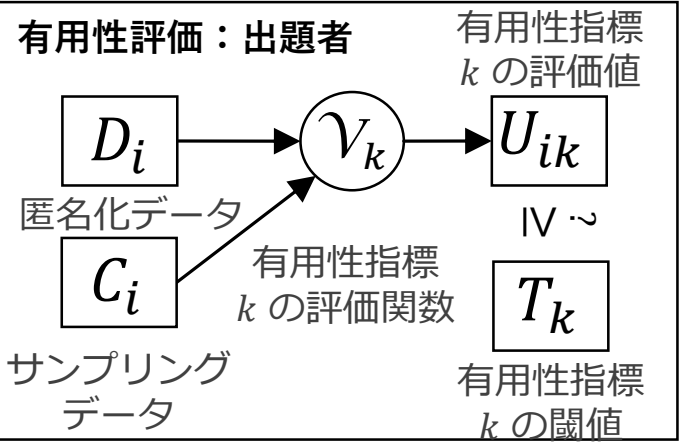 有用性評価：出題者
有用性指標
k の評価値
D_i
𝒱_k
U_ik
匿名化データ
≧ ?
C_i
有用性指標
k の評価関数
T_k
サンプリング
データ
有用性指標
k の閾値